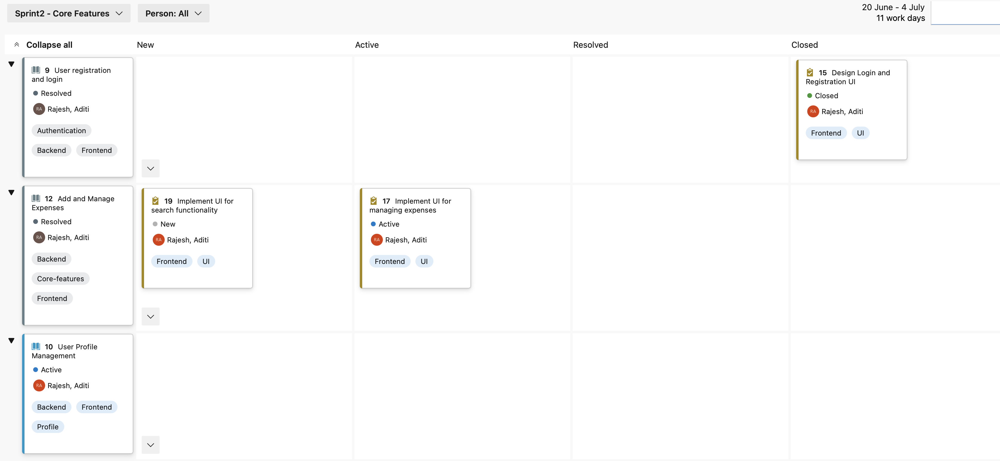 Sprint2 - Core Features
Person: All
20 June - 4 July
11 work days
Collapse all
New
Active
Resolved
Closed
9 User registration
and login
Resolved
RA Rajesh, Aditi
Authentication
Backend Frontend
15 Design Login and
Registration UI
Closed
RA Rajesh, Aditi
Frontend UI
12 Add and Manage
Expenses
Resolved
RA Rajesh, Aditi
Backend
Core-features
Frontend
19 Implement UI for
search functionality
New
RA Rajesh, Aditi
Frontend UI
17 Implement UI for
managing expenses
Active
RA Rajesh, Aditi
Frontend UI
10 User Profile
Management
Active
RA Rajesh, Aditi
Backend Frontend
Profile